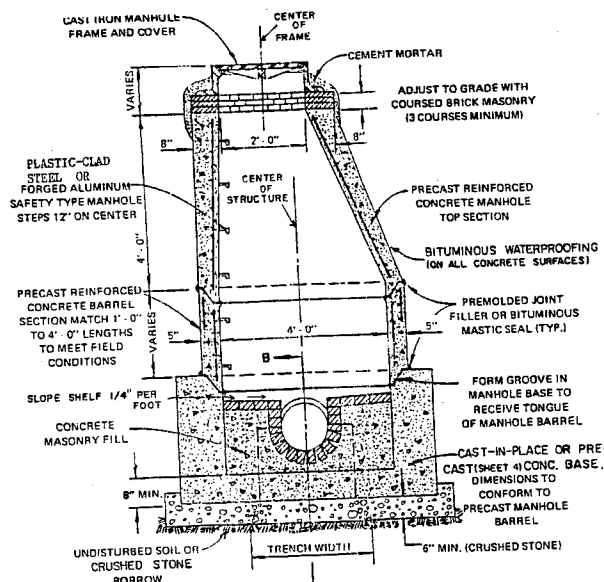 CAST IRON MANHOLE
FRAME AND COVER
CENTER
OF
FRAME
CEMENT MORTAR
VARIES
ADJUST TO GRADE WITH
COURSED BRICK MASONRY
(3 COURSES MINIMUM)
8"
2'-0"
8"
PLASTIC-CLAD
STEEL OR
FORGED ALUMINUM
SAFETY TYPE MANHOLE
STEPS 12" ON CENTER
CENTER
OF
STRUCTURE
4'-0"
PRECAST REINFORCED
CONCRETE MANHOLE
TOP SECTION
BITUMINOUS WATERPROOFING
(ON ALL CONCRETE SURFACES)
PRECAST REINFORCED
CONCRETE BARREL
SECTION MATCH 1'-0"
TO 4'-0" LENGTHS
TO MEET FIELD
CONDITIONS
VARIES
5"
4'-0"
5"
PREMOLDED JOINT
FILLER OR BITUMINOUS
MASTIC SEAL (TYP.)
B
SLOPE SHELF 1/4" PER
FOOT
FORM GROOVE IN
MANHOLE BASE TO
RECEIVE TONGUE
OF MANHOLE BARREL
CONCRETE
MASONRY FILL
CAST-IN-PLACE OR PRE-
CAST(SHEET 4) CONC. BASE,
DIMENSIONS TO
CONFORM TO
PRECAST MANHOLE
BARREL
8" MIN.
UNDISTURBED SOIL OR
CRUSHED STONE
BORROW
TRENCH WIDTH
6" MIN. (CRUSHED STONE)